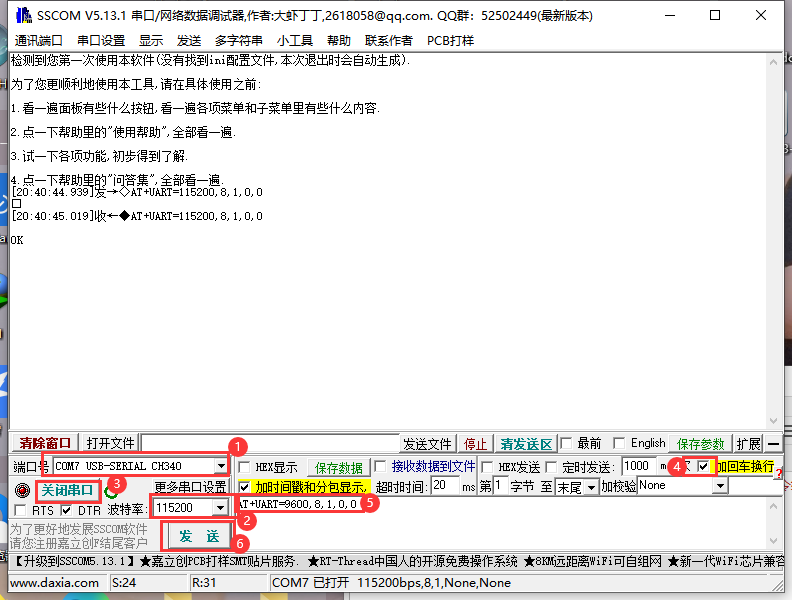 SSCOM V5.13.1 串口/网络数据调试器,作者:大虾丁丁,2618058@qq.com. QQ群: 52502449(最新版本)
通讯端口 串口设置 显示 发送 多字符串 小工具 帮助 联系作者 PCB打样
检测到您第一次使用本软件(没有找到ini配置文件,本次退出时会自动生成).
为了您更顺利地使用本工具,请在具体使用之前:
1.看一遍面板有些什么按钮,看一遍各项菜单和子菜单里有些什么内容.
2.点一下帮助里的"使用帮助",全部看一遍.
3.试一下各项功能,初步得到了解.
4.点一下帮助里的"问答集",全部看一遍.
[20:40:44.939]发→◇AT+UART=115200,8,1,0,0
□
[20:40:45.019]收←◆AT+UART=115200,8,1,0,0
OK
清除窗口 打开文件 发送文件 停止 清发送区 最前 English 保存参数 扩展 —
端口号 COM7 USB-SERIAL CH340 1 HEX显示 保存数据 接收数据到文件 HEX发送 定时发送: 1000 4 加回车换行
关闭串口 3 更多串口设置 加时间戳和分包显示, 超时时间: 20 ms 第 1 字节 至 末尾 加校验 None
RTS DTR 波特率: 115200 2 AT+UART=9600,8,1,0,0 5
为了更好地发展SSCOM软件
请您注册嘉立创F结尾客户
发 送 6
【升级到SSCOM5.13.1】★嘉立创PCB打样SMT贴片服务. ★RT-Thread中国人的开源免费操作系统 ★8KM远距离WiFi可自组网 ★新一代WiFi芯片兼容
www.daxia.com S:24 R:31 COM7 已打开 115200bps,8,1,None,None